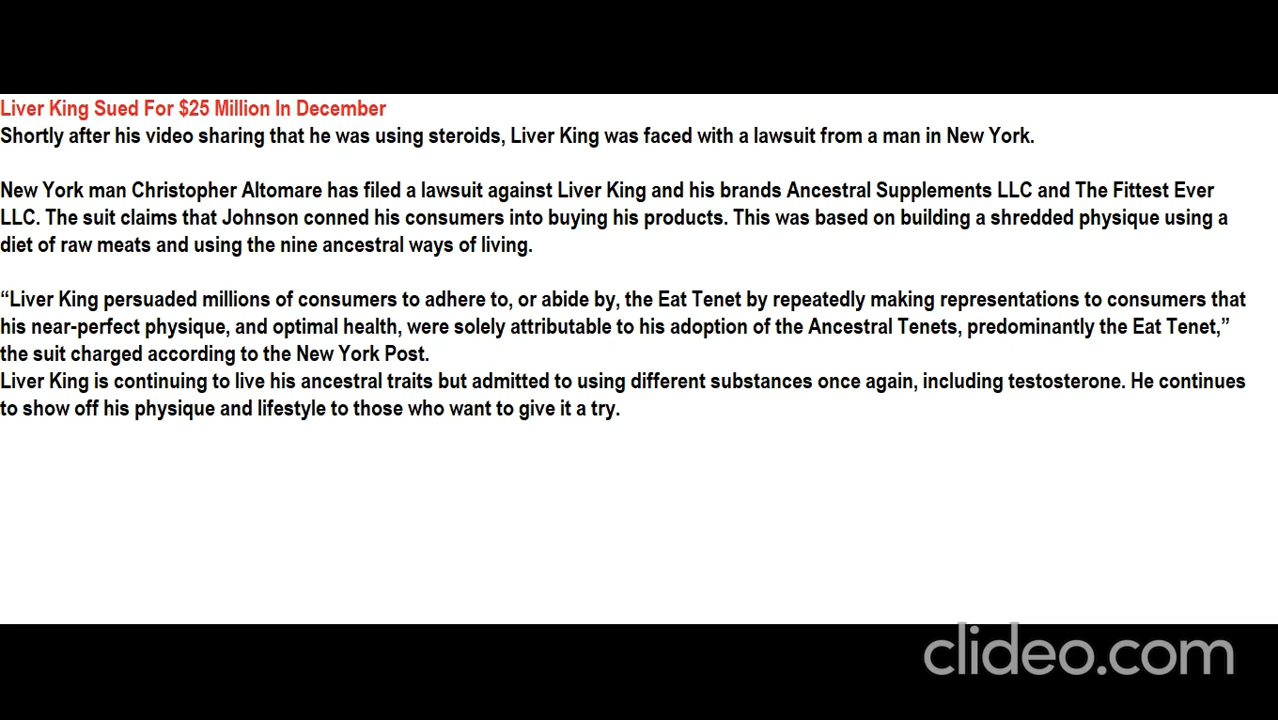 Liver King Sued For $25 Million In December
Shortly after his video sharing that he was using steroids, Liver King was faced with a lawsuit from a man in New York.
New York man Christopher Altomare has filed a lawsuit against Liver King and his brands Ancestral Supplements LLC and The Fittest Ever
LLC. The suit claims that Johnson conned his consumers into buying his products. This was based on building a shredded physique using a
diet of raw meats and using the nine ancestral ways of living.
“Liver King persuaded millions of consumers to adhere to, or abide by, the Eat Tenet by repeatedly making representations to consumers that
his near-perfect physique, and optimal health, were solely attributable to his adoption of the Ancestral Tenets, predominantly the Eat Tenet,”
the suit charged according to the New York Post.
Liver King is continuing to live his ancestral traits but admitted to using different substances once again, including testosterone. He continues
to show off his physique and lifestyle to those who want to give it a try.
clideo.com